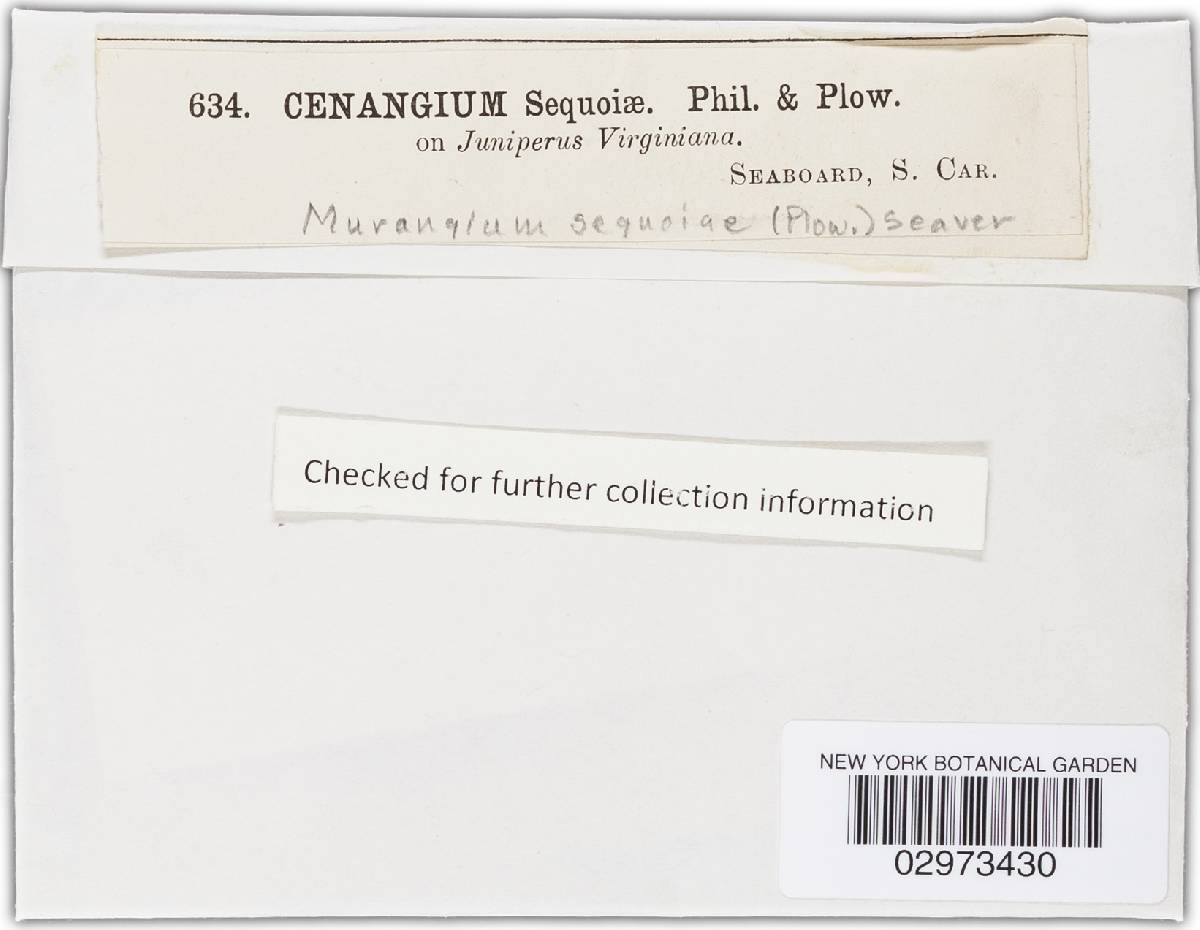 634. CENANGIUM Sequoiæ. Phil. & Plow.
on Juniperus Virginiana.
SEABOARD, S. CAR.
Murangium sequoiae (Plow.) Seaver
Checked for further collection information
NEW YORK BOTANICAL GARDEN
02973430